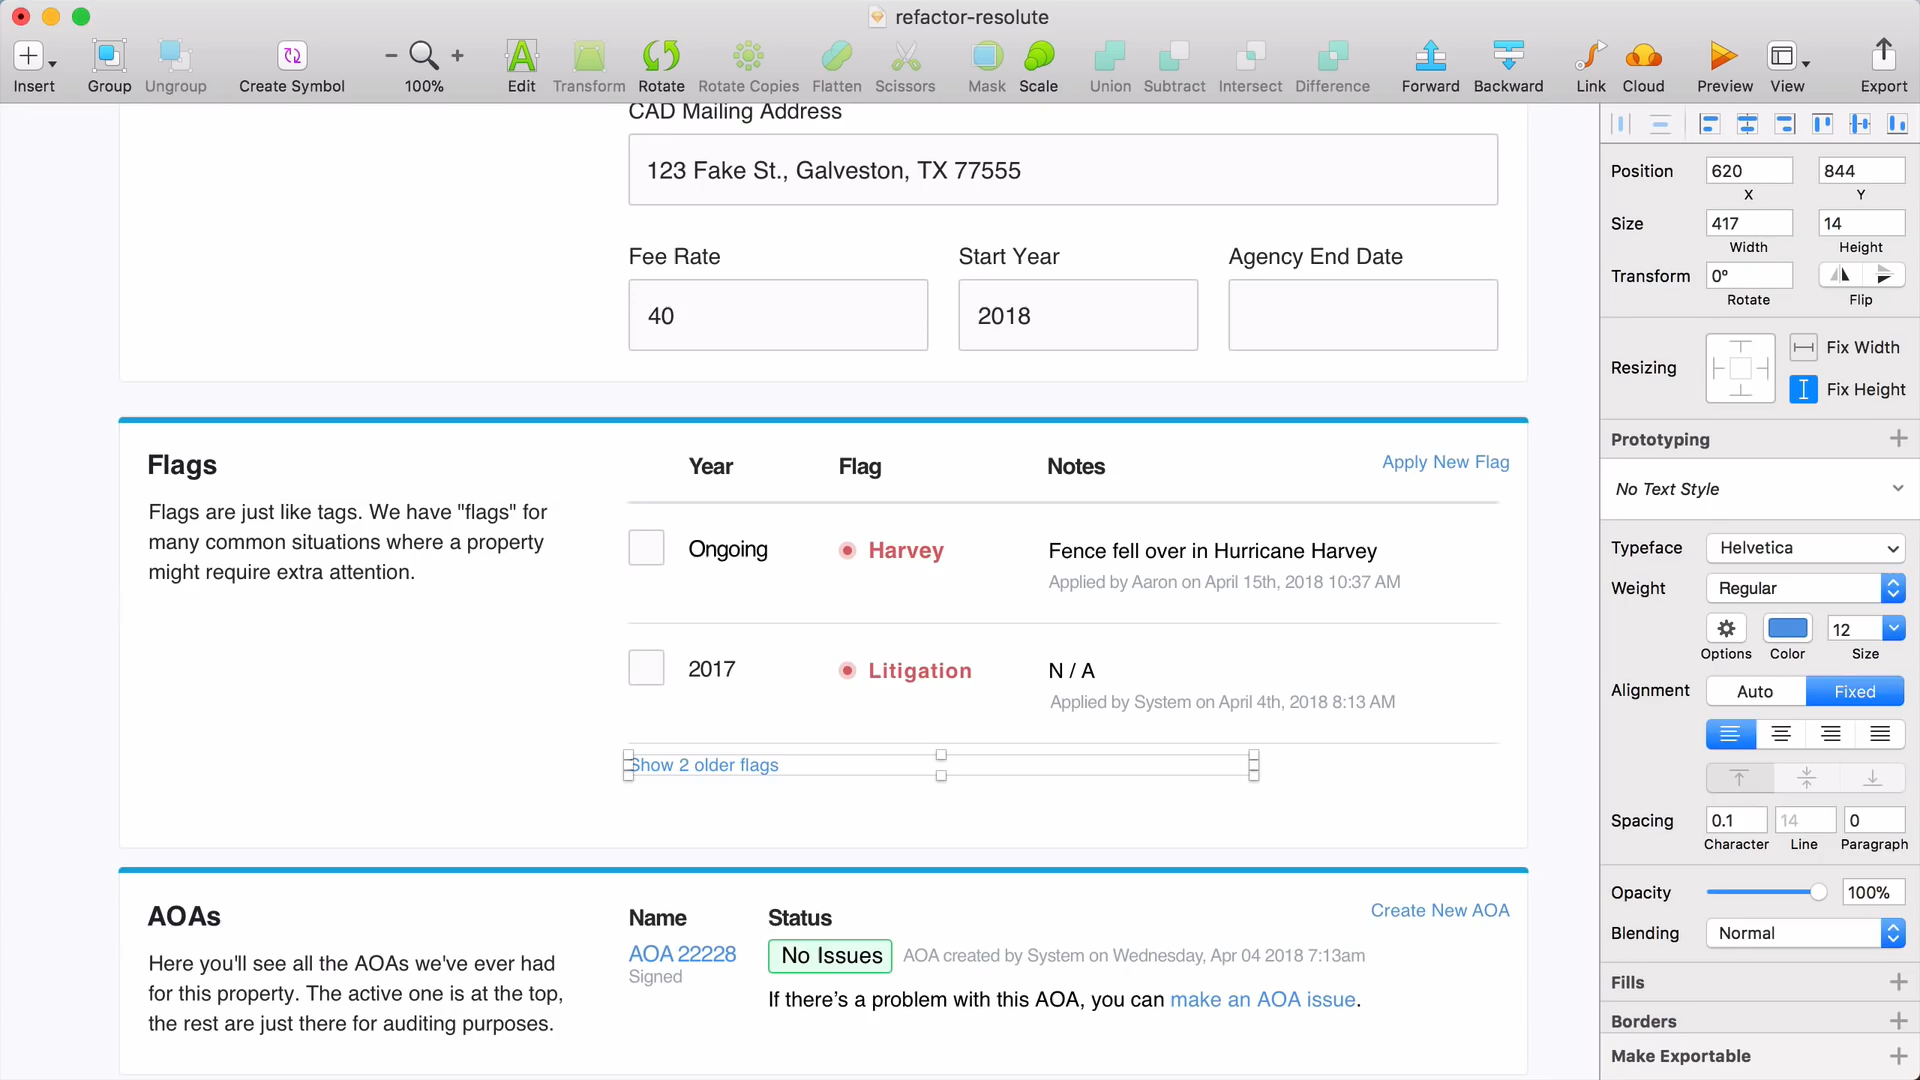 refactor-resolute
Insert
Group
Ungroup
Create Symbol
100%
Edit
Transform
Rotate
Rotate Copies
Flatten
Scissors
Mask
Scale
Union
Subtract
Intersect
Difference
Forward
Backward
Link
Cloud
Preview
View
Export
CAD Mailing Address
123 Fake St., Galveston, TX 77555
Fee Rate
Start Year
Agency End Date
40
2018
Flags
Flags are just like tags. We have "flags" for
many common situations where a property
might require extra attention.
Year
Flag
Notes
Apply New Flag
Ongoing
Harvey
Fence fell over in Hurricane Harvey
Applied by Aaron on April 15th, 2018 10:37 AM
2017
Litigation
N / A
Applied by System on April 4th, 2018 8:13 AM
Show 2 older flags
AOAs
Here you'll see all the AOAs we've ever had
for this property. The active one is at the top,
the rest are just there for auditing purposes.
Name
Status
Create New AOA
AOA 22228
Signed
No Issues
AOA created by System on Wednesday, Apr 04 2018 7:13am
If there’s a problem with this AOA, you can make an AOA issue.
Position
620
844
X
Y
Size
417
14
Width
Height
Transform
0°
Rotate
Flip
Resizing
Fix Width
Fix Height
Prototyping
No Text Style
Typeface
Helvetica
Weight
Regular
12
Options
Color
Size
Alignment
Auto
Fixed
Spacing
0.1
14
0
Character
Line
Paragraph
Opacity
100%
Blending
Normal
Fills
Borders
Make Exportable